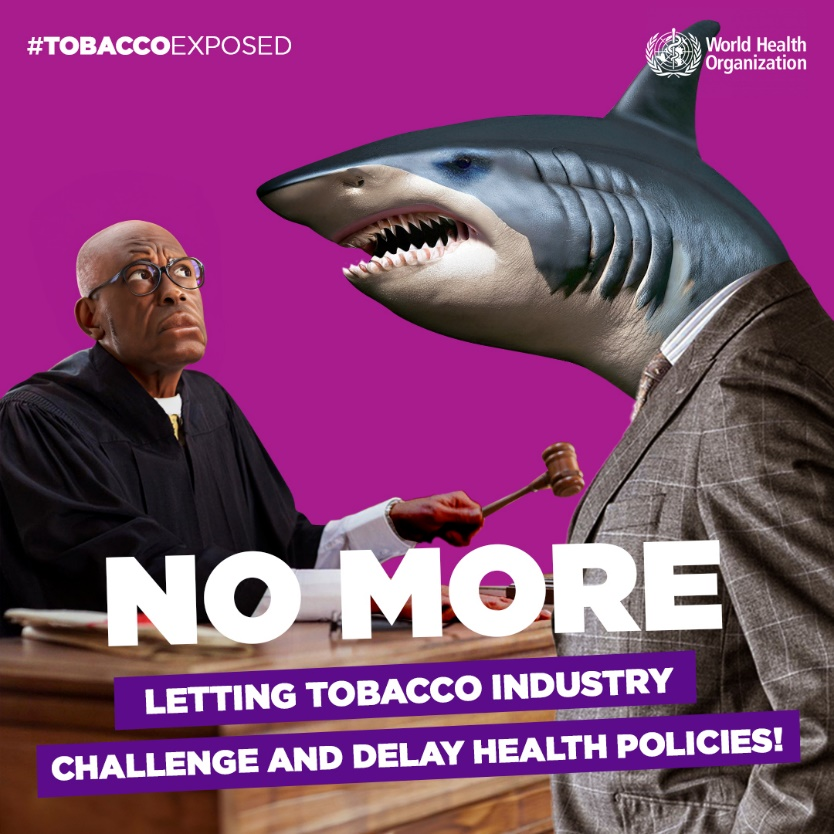 #TOBACCOEXPOSED
World Health
Organization
NO MORE
LETTING TOBACCO INDUSTRY
CHALLENGE AND DELAY HEALTH POLICIES!